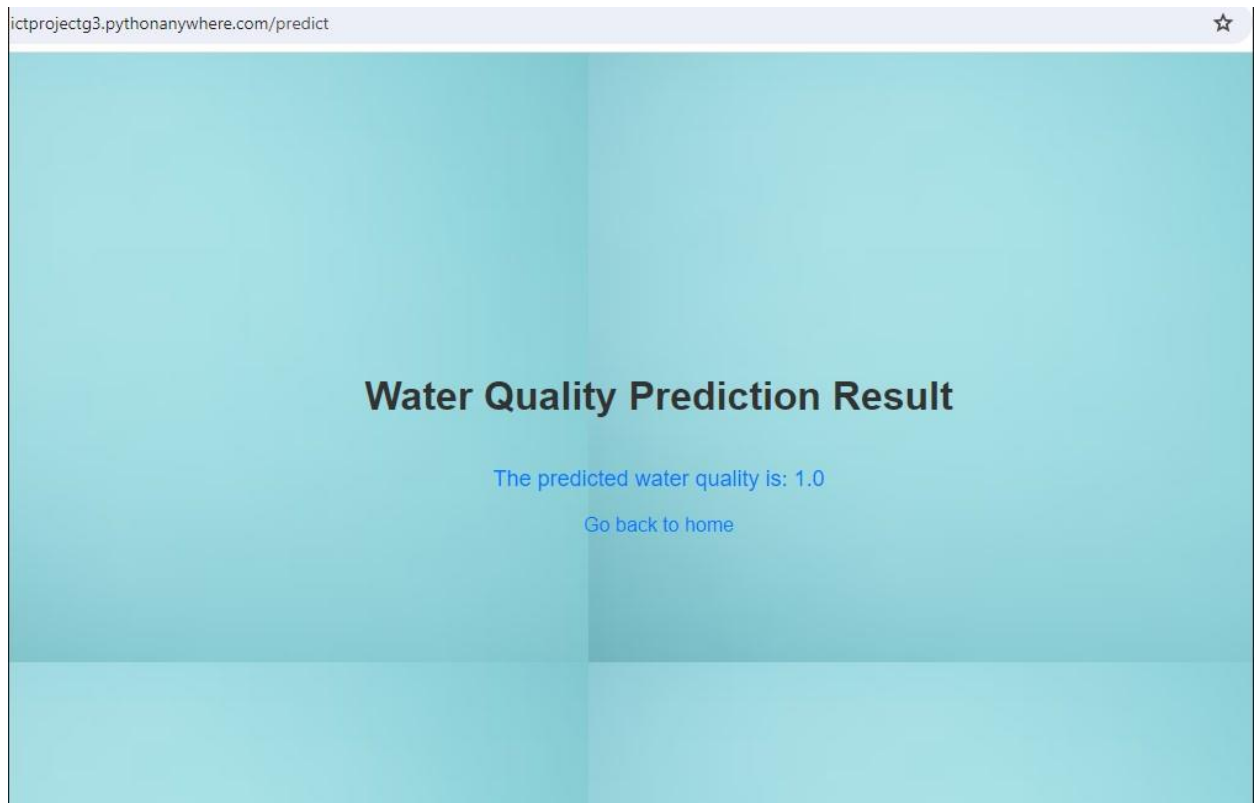 ictprojectg3.pythonanywhere.com/predict
Water Quality Prediction Result
The predicted water quality is: 1.0
Go back to home